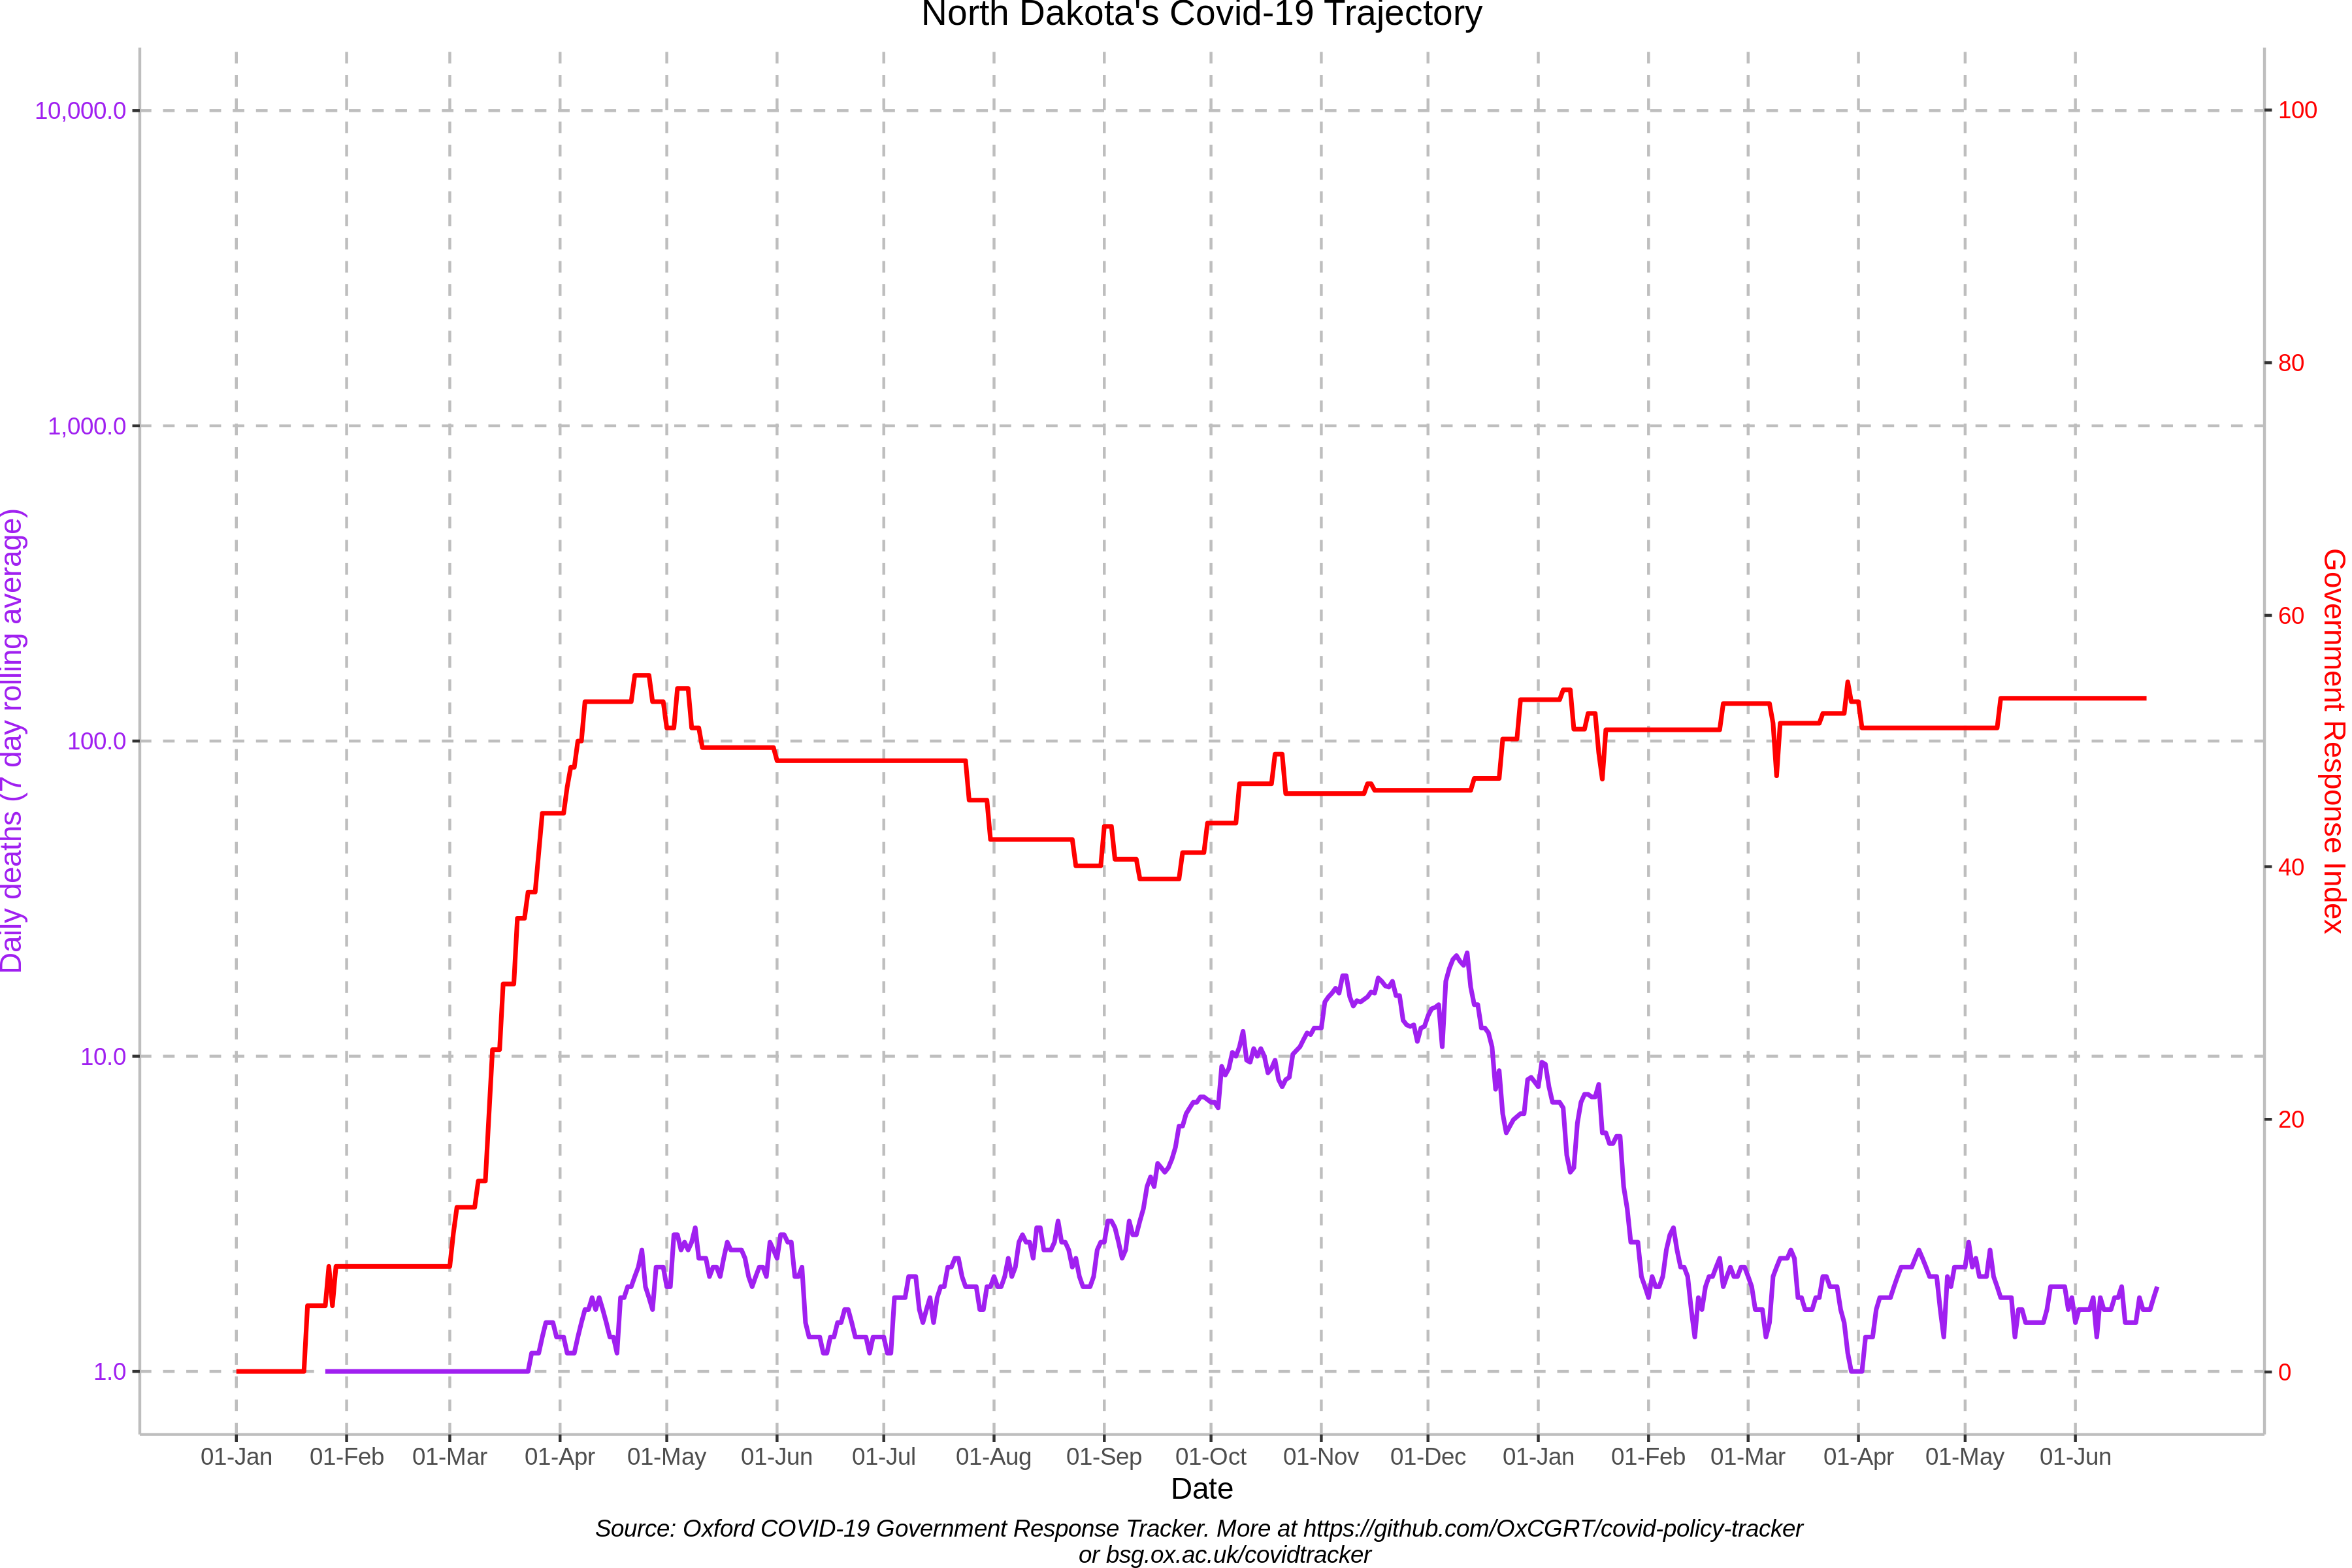 North Dakota's Covid-19 Trajectory
10,000.0
1,000.0
100.0
10.0
1.0
Daily deaths (7 day rolling average)
100
80
60
40
20
0
Government Response Index
01-Jan 01-Feb 01-Mar 01-Apr 01-May 01-Jun 01-Jul 01-Aug 01-Sep 01-Oct 01-Nov 01-Dec 01-Jan 01-Feb 01-Mar 01-Apr 01-May 01-Jun
Date
Source: Oxford COVID-19 Government Response Tracker. More at https://github.com/OxCGRT/covid-policy-tracker
or bsg.ox.ac.uk/covidtracker